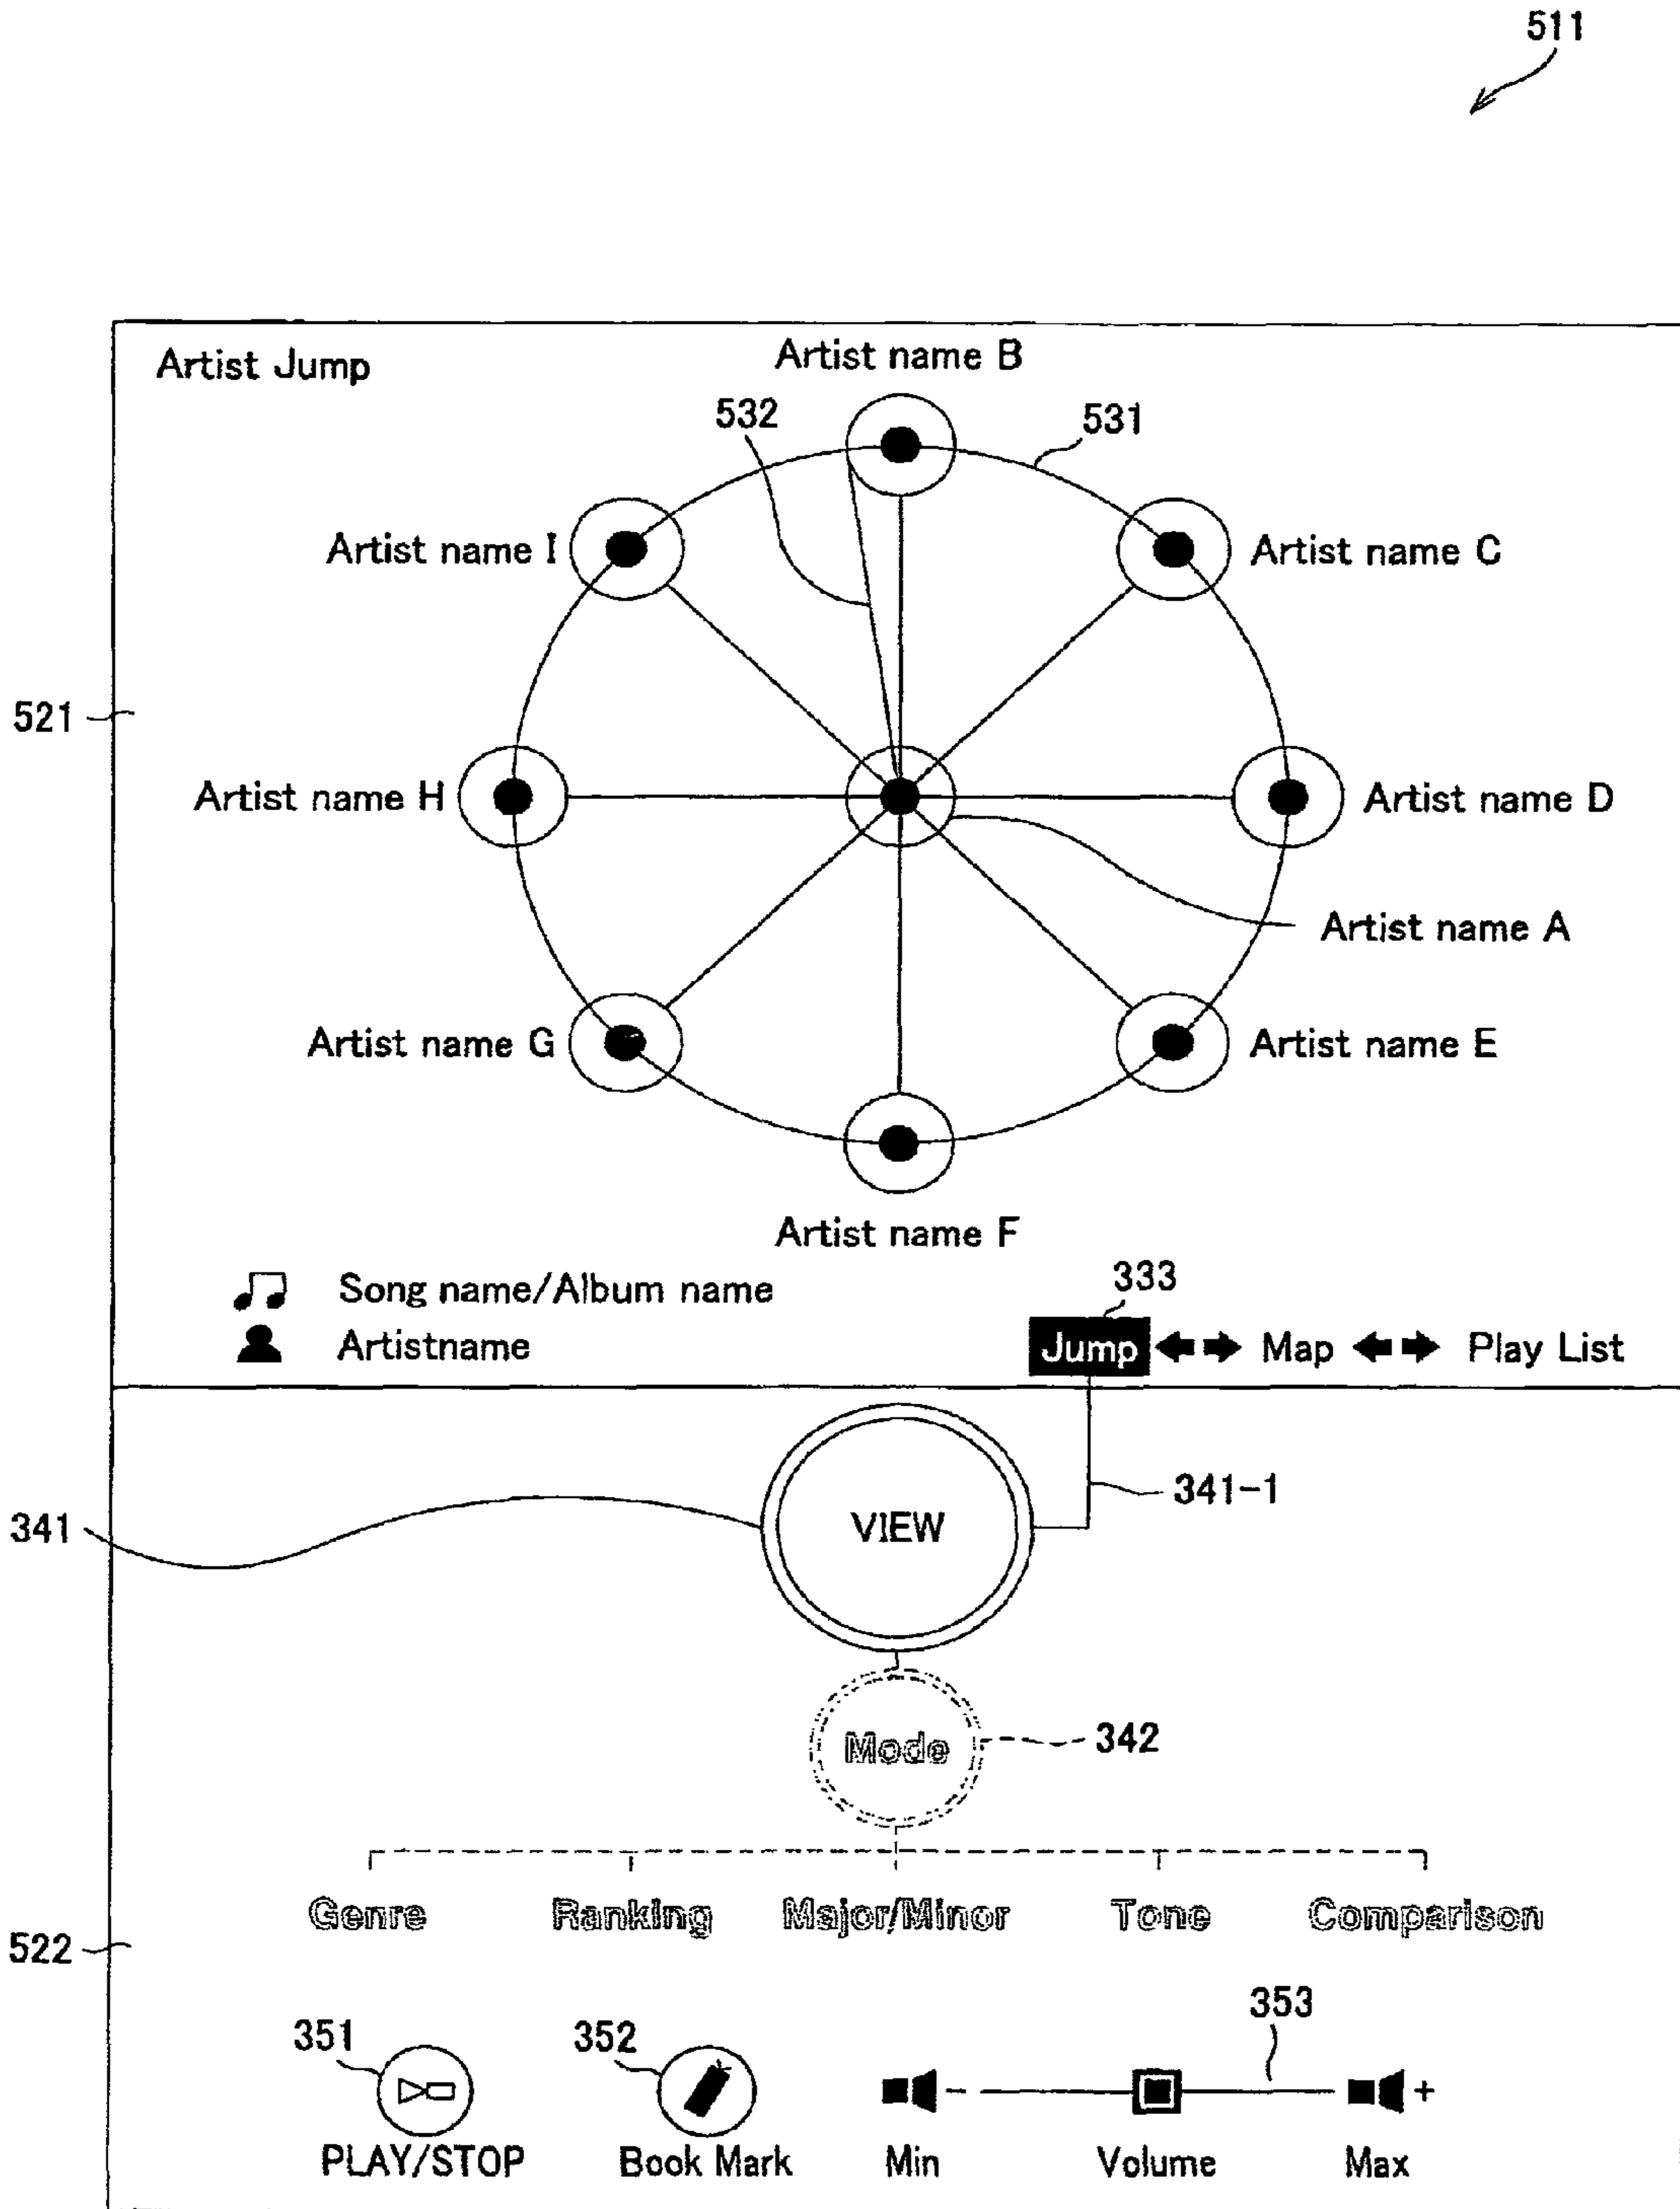 511
Artist Jump
Artist name B
532
531
Artist name I
Artist name C
521
Artist name H
Artist name D
Artist name A
Artist name G
Artist name E
Artist name F
Song name/Album name
333
Artistname
Jump
Map
Play List
341-1
341
VIEW
Mode
342
Genre
Ranking
Major/Minor
Tone
Comparison
522
351
352
353
-
+
PLAY/STOP
Book Mark
Min
Volume
Max